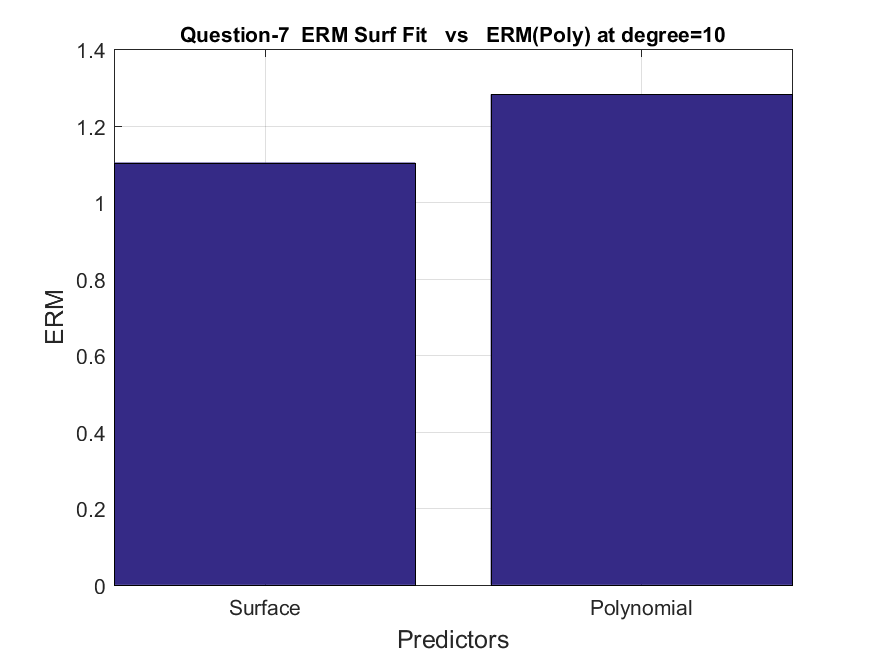 Question-7  ERM Surf Fit   vs   ERM(Poly) at degree=10
1.4
1.2
1
0.8
0.6
0.4
0.2
0
ERM
Surface
Polynomial
Predictors